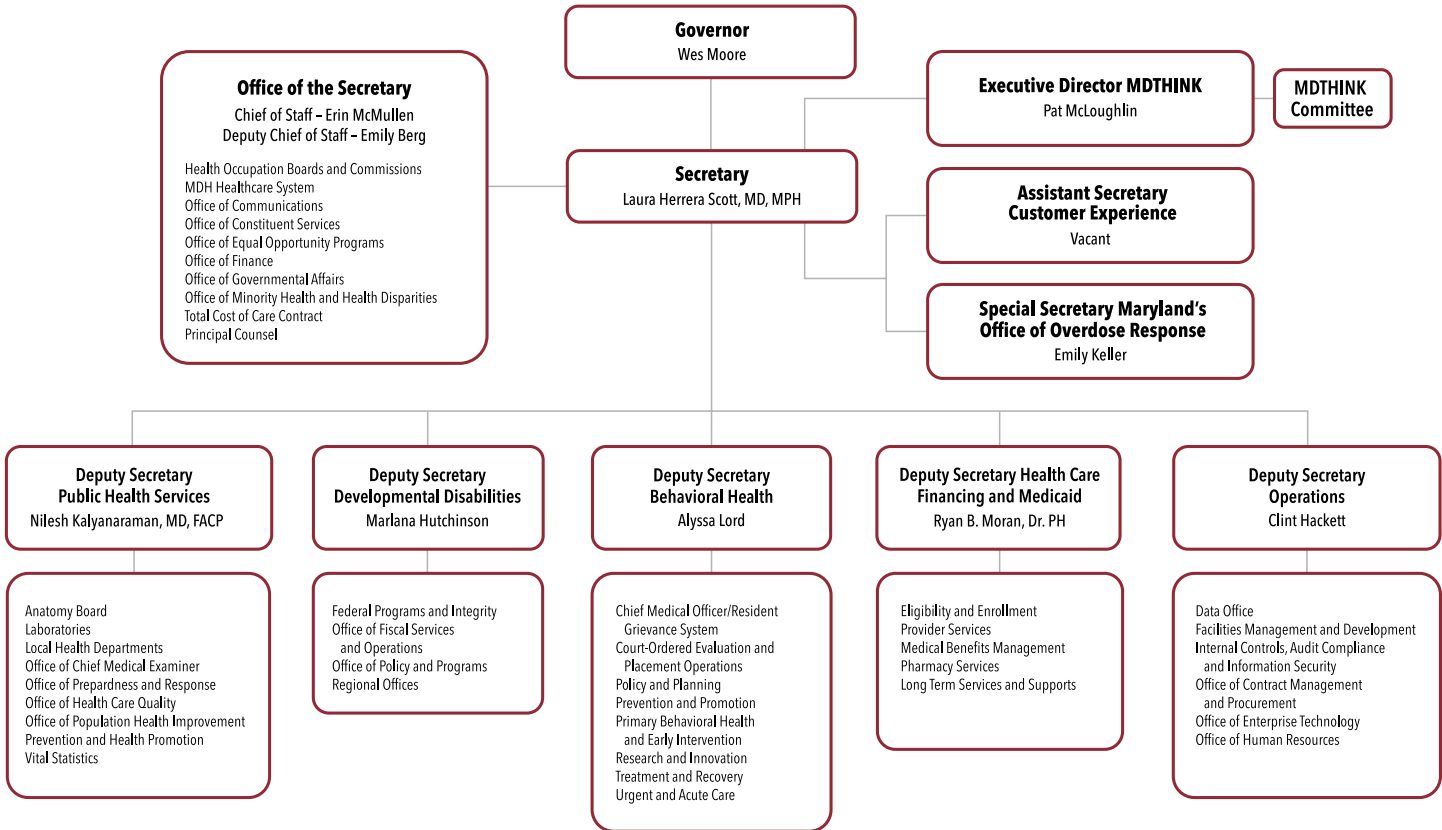 Governor
Wes Moore
Office of the Secretary
Chief of Staff – Erin McMullen
Deputy Chief of Staff – Emily Berg
Health Occupation Boards and Commissions
MDH Healthcare System
Office of Communications
Office of Constituent Services
Office of Equal Opportunity Programs
Office of Finance
Office of Governmental Affairs
Office of Minority Health and Health Disparities
Total Cost of Care Contract
Principal Counsel
Executive Director MDTHINK
Pat McLoughlin
MDTHINK
Committee
Secretary
Laura Herrera Scott, MD, MPH
Assistant Secretary
Customer Experience
Vacant
Special Secretary Maryland's
Office of Overdose Response
Emily Keller
Deputy Secretary
Public Health Services
Nilesh Kalyanaraman, MD, FACP
Anatomy Board
Laboratories
Local Health Departments
Office of Chief Medical Examiner
Office of Prepardness and Response
Office of Health Care Quality
Office of Population Health Improvement
Prevention and Health Promotion
Vital Statistics
Deputy Secretary
Developmental Disabilities
Marlana Hutchinson
Federal Programs and Integrity
Office of Fiscal Services
and Operations
Office of Policy and Programs
Regional Offices
Deputy Secretary
Behavioral Health
Alyssa Lord
Chief Medical Officer/Resident
Grievance System
Court-Ordered Evaluation and
Placement Operations
Policy and Planning
Prevention and Promotion
Primary Behavioral Health
and Early Intervention
Research and Innovation
Treatment and Recovery
Urgent and Acute Care
Deputy Secretary Health Care
Financing and Medicaid
Ryan B. Moran, Dr. PH
Eligibility and Enrollment
Provider Services
Medical Benefits Management
Pharmacy Services
Long Term Services and Supports
Deputy Secretary
Operations
Clint Hackett
Data Office
Facilities Management and Development
Internal Controls, Audit Compliance
and Information Security
Office of Contract Management
and Procurement
Office of Enterprise Technology
Office of Human Resources